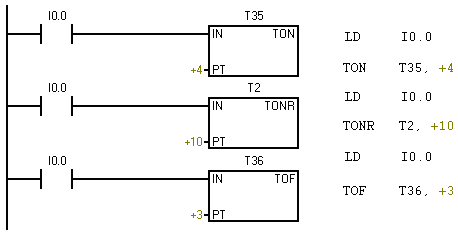 I0.0 T35
IN TON
+4 PT
I0.0 T2
IN TONR
+10 PT
I0.0 T36
IN TOF
+3 PT
LD I0.0
TON T35, +4
LD I0.0
TONR T2, +10
LD I0.0
TOF T36, +3